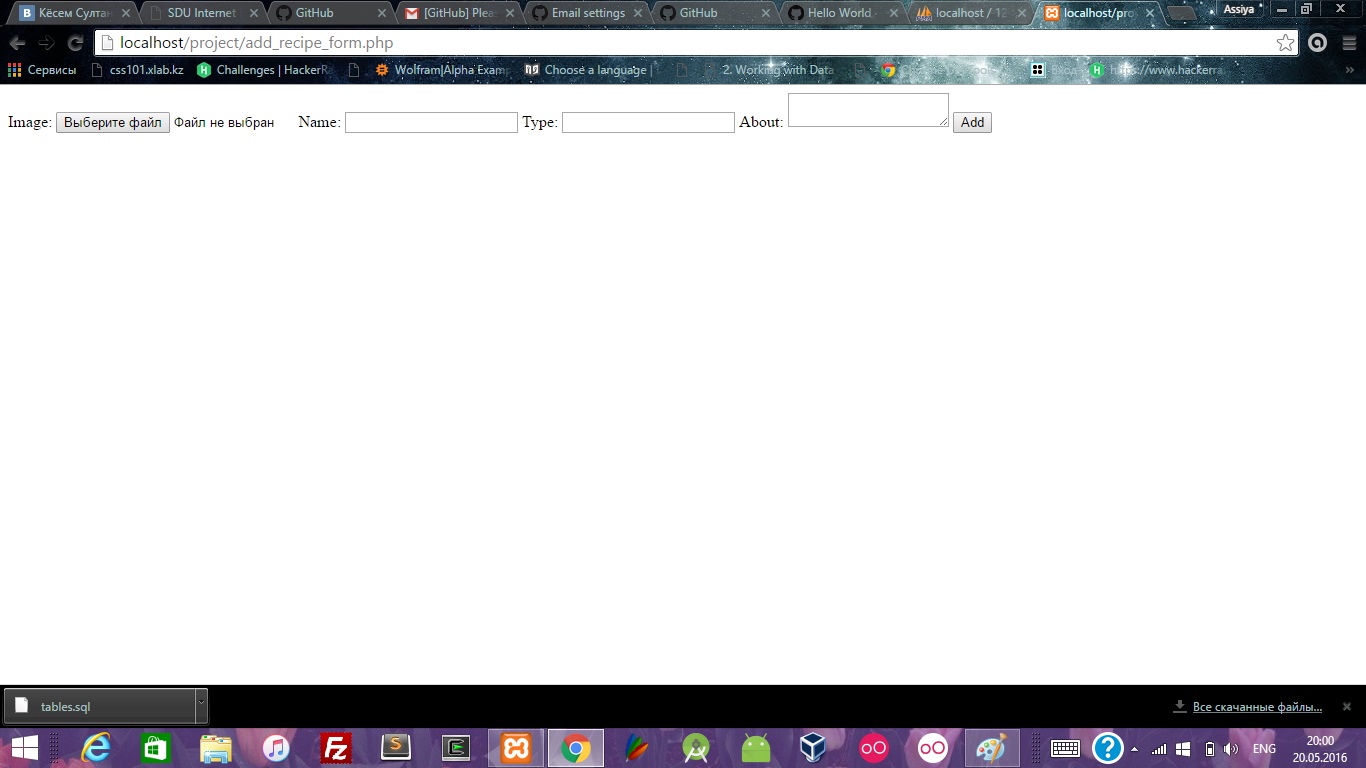 Кёсем Султан
SDU Internet
GitHub
[GitHub] Pleas
Email settings
GitHub
Hello World
localhost / 12
localhost/pro
Assiya
localhost/project/add_recipe_form.php
Сервисы
css101.xlab.kz
Challenges | HackerRa
Wolfram|Alpha Examp
Choose a language |
2. Working with Data
Вход
https://www.hackerra
Image: Выберите файл Файл не выбран Name: Type: About: Add
tables.sql
Все скачанные файлы...
ENG
20:00
20.05.2016